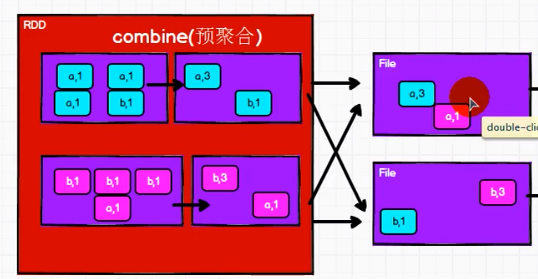 RDD
combine(预聚合)
a,1 a,1
a,1 b,1
a,3
b,1
b,1 b,1 b,1
a,1
b,3
a,1
File
a,3
a,1
double-clic
File
b,3
b,1